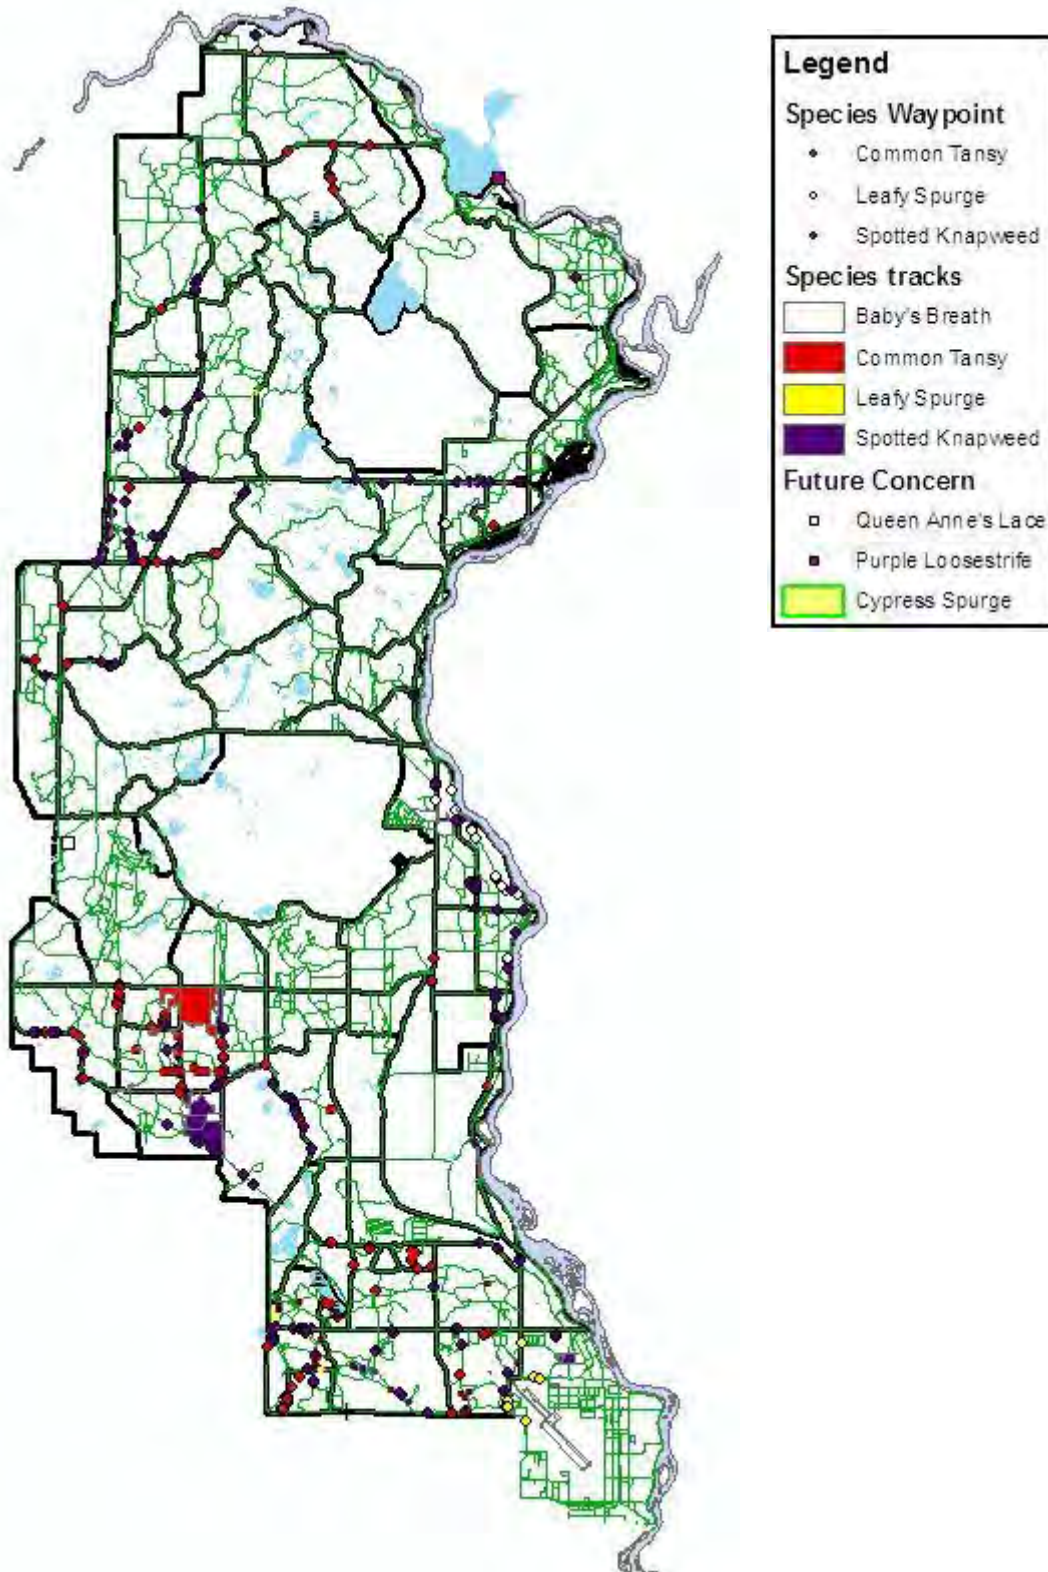 Legend
Species Waypoint
Common Tansy
Leafy Spurge
Spotted Knapweed
Species tracks
Baby's Breath
Common Tansy
Leafy Spurge
Spotted Knapweed
Future Concern
Queen Anne's Lace
Purple Loosestrife
Cypress Spurge